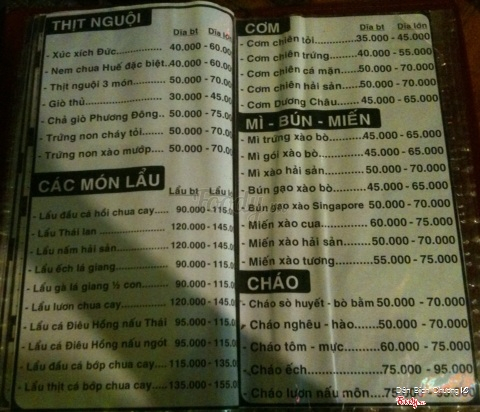 THỊT NGUỘI
Dĩa bt Dĩa lớn
- Xúc xích Đức........40.000 - 60.000
- Nem chua Huế đặc biệt.40.000 - 60.000
- Thịt nguội 3 món......50.000 - 70.000
- Giò thủ...............30.000 - 45.000
- Chả giò Phương Đông..50.000 - 75.000
- Trứng non cháy tỏi....50.000 - 70.000
- Trứng non xào mướp....50.000 - 70.000
CÁC MÓN LẨU
Lẩu bt Lẩu
- Lẩu đầu cá hồi chua cay....90.000 - 115.000
- Lẩu Thái lan..........120.000 - 145.000
- Lẩu nấm hải sản.......120.000 - 145.000
- Lẩu ếch lá giang......90.000 - 115.000
- Lẩu gà lá giang ½ con....90.000 - 115.000
- Lẩu lươn chua cay.....120.000 - 145
- Lẩu cá Điêu Hồng nấu Thái 95.000 - 115
- Lẩu cá Điêu Hồng nấu ngót 95.000 - 115.
- Lẩu đầu cá bớp chua cay....115.000 - 135.
- Lẩu thịt cá bớp chua cay...135.000 - 155.
CƠM
Dĩa bt Dĩa lớn
- Cơm chiên tỏi.........35.000 - 45.000
- Cơm chiên trứng.......40.000 - 55.000
- Cơm chiên cá mặn......50.000 - 70.000
- Cơm chiên hải sản.....50.000 - 70.000
- Cơm Dương Châu........45.000 - 65.000
MÌ - BÚN - MIẾN
- Mì trứng xào bò.......45.000 - 65.000
- Mì gói xào bò.........45.000 - 65.000
- Mì xào hải sản........50.000 - 70.000
- Bún gạo xào bò........45.000 - 65.000
- Bún gạo xào Singapore 50.000 - 70.000
- Miến xào cua..........60.000 - 75.000
- Miến xào hải sản......50.000 - 70.000
- Miến xào tương........55.000 - 75.000
CHÁO
- Cháo sò huyết - bò bằm 50.000 - 70.000
- Cháo nghêu - hào......50.000 - 70.000
- Cháo tôm - mực........60.000 - 75.000
- Cháo ếch..............75.000 - 95.000
- Cháo lươn nấu môn....75
Foody